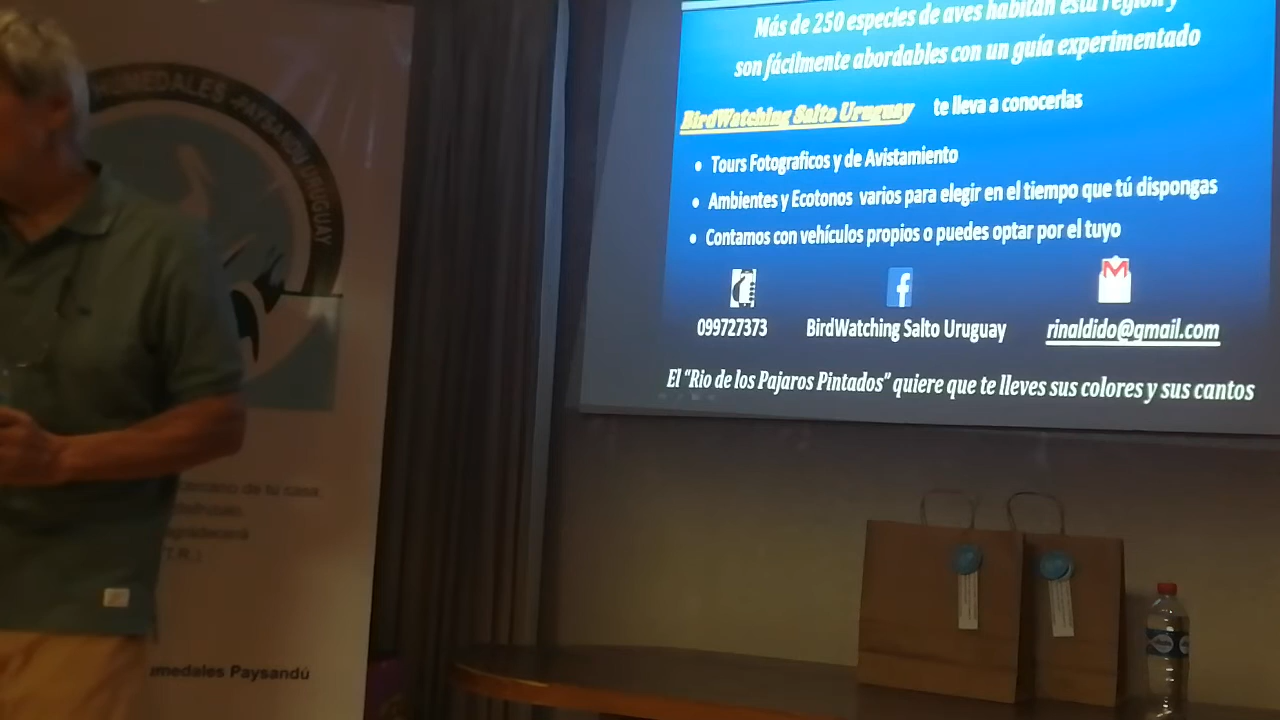 HUMEDALES -PAYSANDÚ URUGUAY
umedales Paysandú
Más de 250 especies de aves habitan esta región y
son fácilmente abordables con un guía experimentado
BirdWatching Salto Uruguay te lleva a conocerlas
• Tours Fotograficos y de Avistamiento
• Ambientes y Ecotonos varios para elegir en el tiempo que tú dispongas
• Contamos con vehículos propios o puedes optar por el tuyo
099727373 BirdWatching Salto Uruguay rinaldido@gmail.com
El “Rio de los Pajaros Pintados” quiere que te lleves sus colores y sus cantos